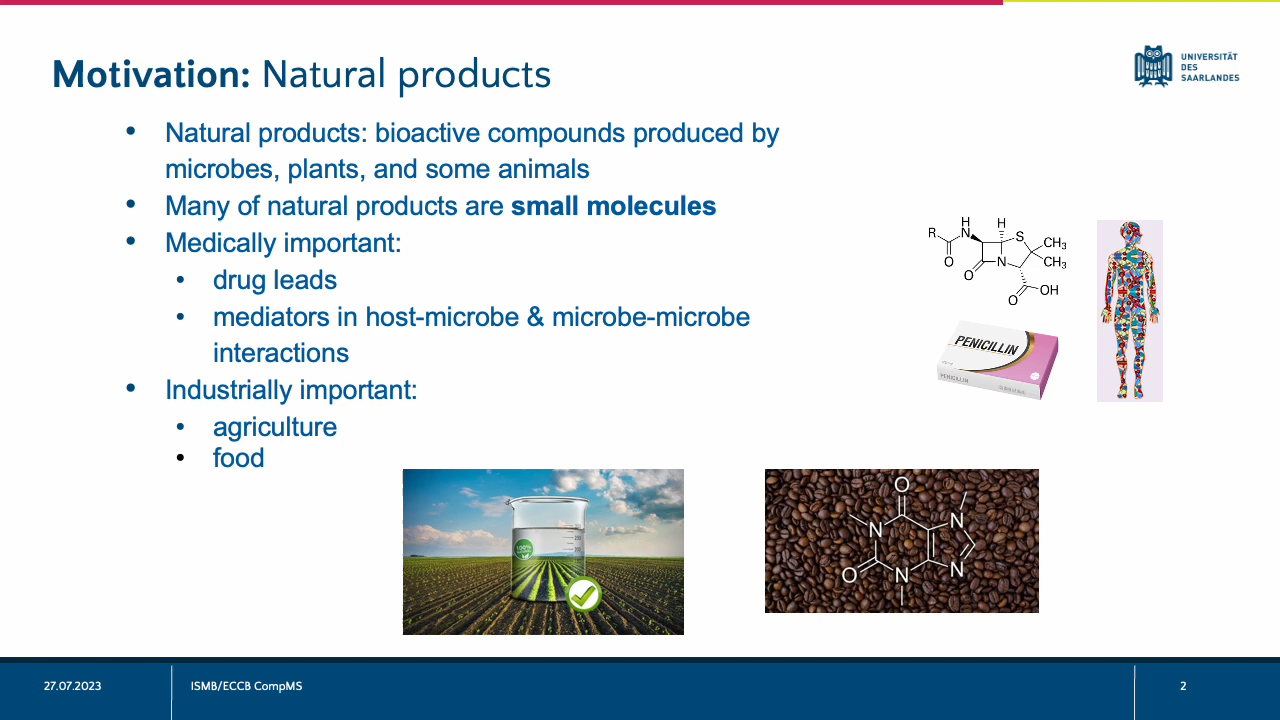 Motivation: Natural products
UNIVERSITÄT
DES
SAARLANDES
• Natural products: bioactive compounds produced by
microbes, plants, and some animals
• Many of natural products are small molecules
• Medically important:
• drug leads
• mediators in host-microbe & microbe-microbe
interactions
• Industrially important:
• agriculture
• food
R
H
N
H
S
CH₃
CH₃
O
O
N
O
OH
PENICILLIN
PENICILLIN
100%
O
N
N
O
N
N
27.07.2023
ISMB/ECCB CompMS
2